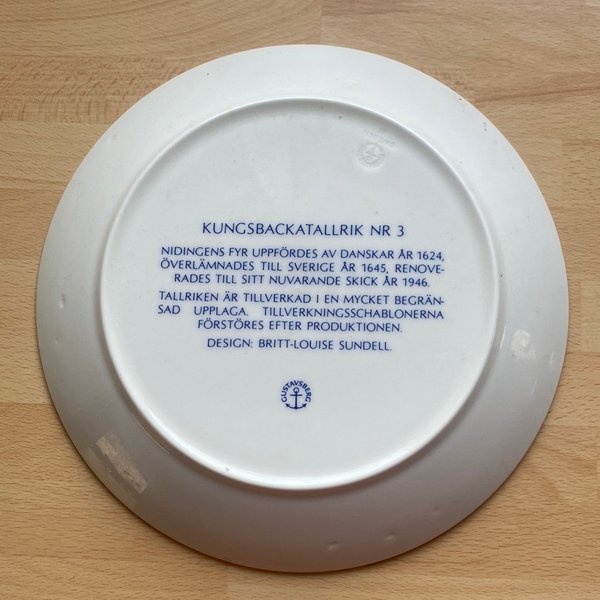 KUNGSBACKATALLRIK NR 3
NIDINGENS FYR UPPFÖRDES AV DANSKAR ÅR 1624,
ÖVERLÄMNADES TILL SVERIGE ÅR 1645, RENOVE-
RADES TILL SITT NUVARANDE SKICK ÅR 1946.
TALLRIKEN ÄR TILLVERKAD I EN MYCKET BEGRÄN-
SAD UPPLAGA. TILLVERKNINGSSCHABLONERNA
FÖRSTÖRES EFTER PRODUKTIONEN.
DESIGN: BRITT-LOUISE SUNDELL.
GUSTAVSBERG